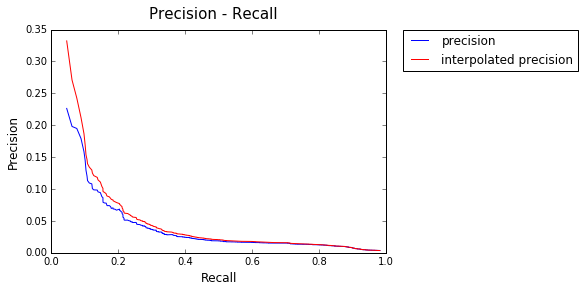 Precision - Recall
0.35
0.30
0.25
0.20
0.15
0.10
0.05
0.00
Precision
0.0 0.2 0.4 0.6 0.8 1.0
Recall
precision
interpolated precision